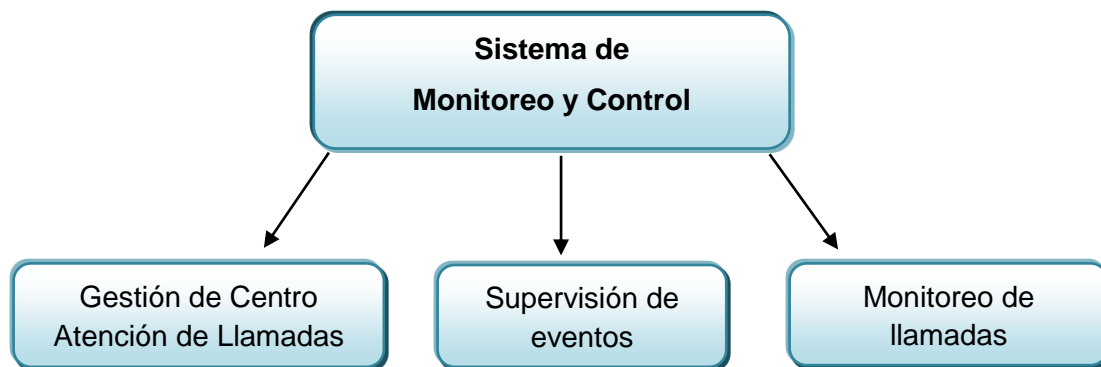 Sistema de
Monitoreo y Control
Gestión de Centro
Atención de Llamadas
Supervisión de
eventos
Monitoreo de
llamadas